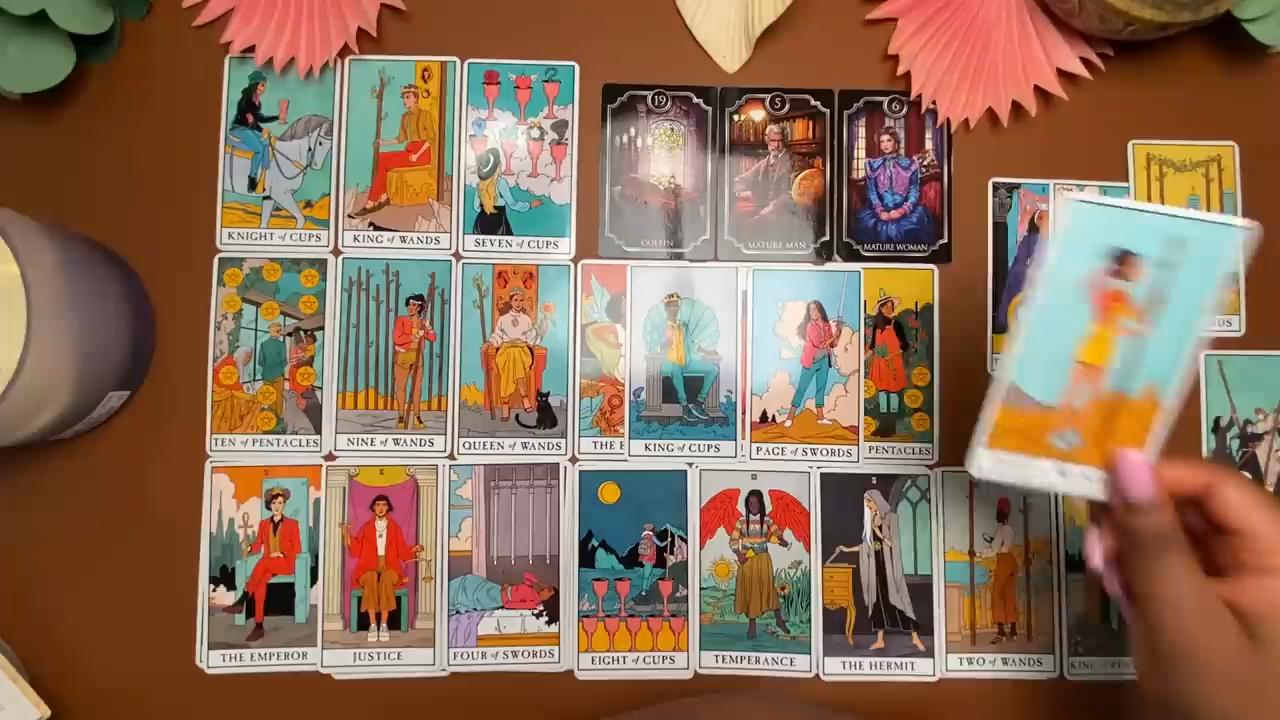 KNIGHT of CUPS
KING of WANDS
SEVEN of CUPS
19
COFFIN
5
MATURE MAN
6
MATURE WOMAN
TEN of PENTACLES
NINE of WANDS
QUEEN of WANDS
THE E
KING of CUPS
PAGE of SWORDS
PENTACLES
THE EMPEROR
JUSTICE
FOUR of SWORDS
EIGHT of CUPS
TEMPERANCE
THE HERMIT
TWO of WANDS